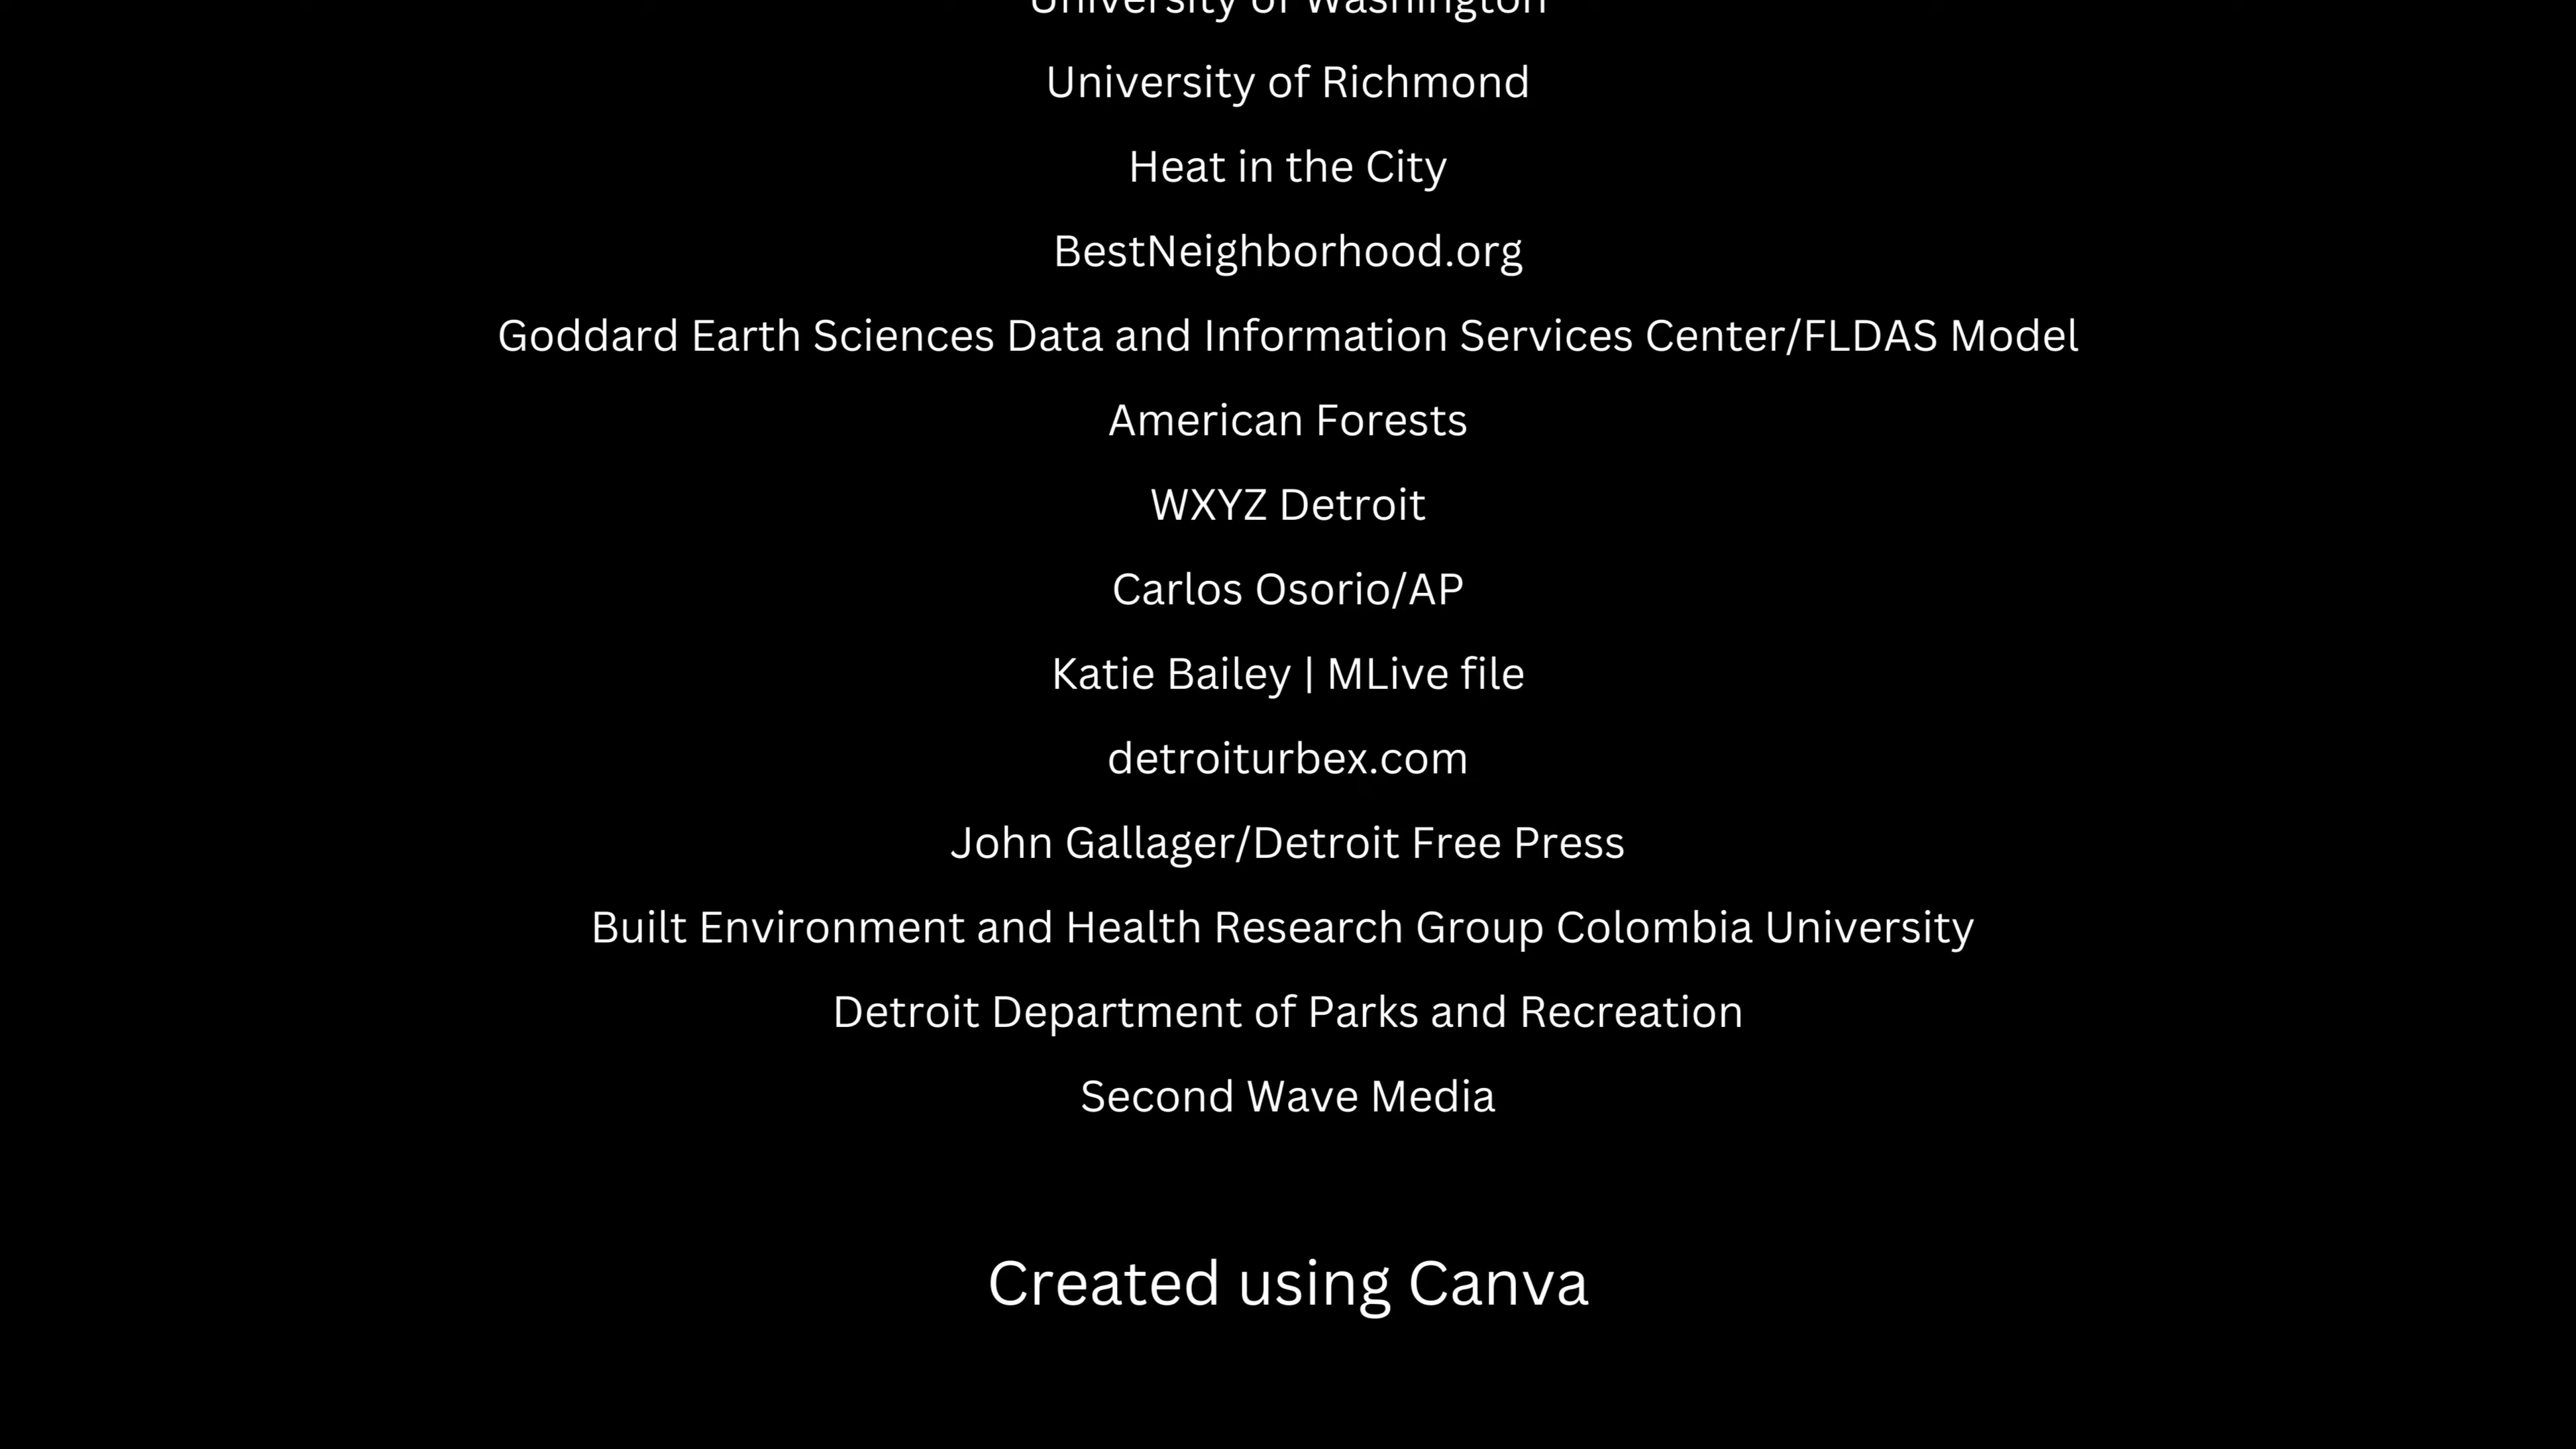 University of Washington
University of Richmond
Heat in the City
BestNeighborhood.org
Goddard Earth Sciences Data and Information Services Center/FLDAS Model
American Forests
WXYZ Detroit
Carlos Osorio/AP
Katie Bailey | MLive file
detroiturbex.com
John Gallager/Detroit Free Press
Built Environment and Health Research Group Colombia University
Detroit Department of Parks and Recreation
Second Wave Media
Created using Canva